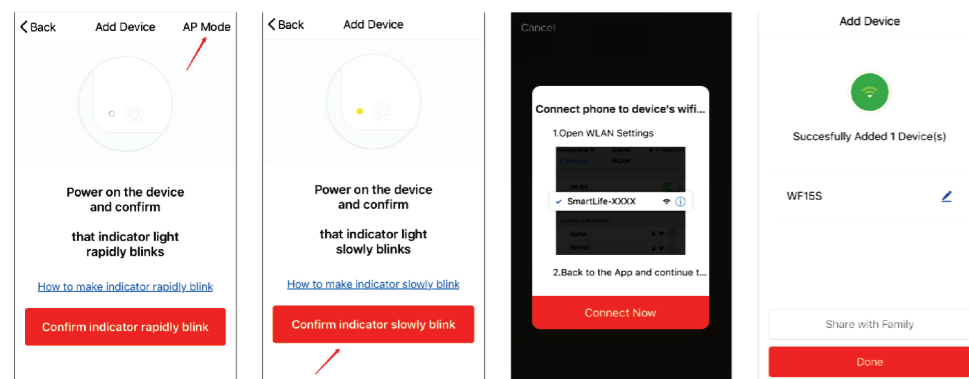 Back Add Device AP Mode
Power on the device
and confirm
that indicator light
rapidly blinks
How to make indicator rapidly blink
Confirm indicator rapidly blink
Back Add Device
Power on the device
and confirm
that indicator light
slowly blinks
How to make indicator slowly blink
Confirm indicator slowly blink
Cancel
Connect phone to device's wifi...
1.Open WLAN Settings
WLAN
WLAN
SmartLife-XXXX
2.Back to the App and continue t...
Connect Now
Add Device
Succesfully Added 1 Device(s)
WF15S
Share with Family
Done